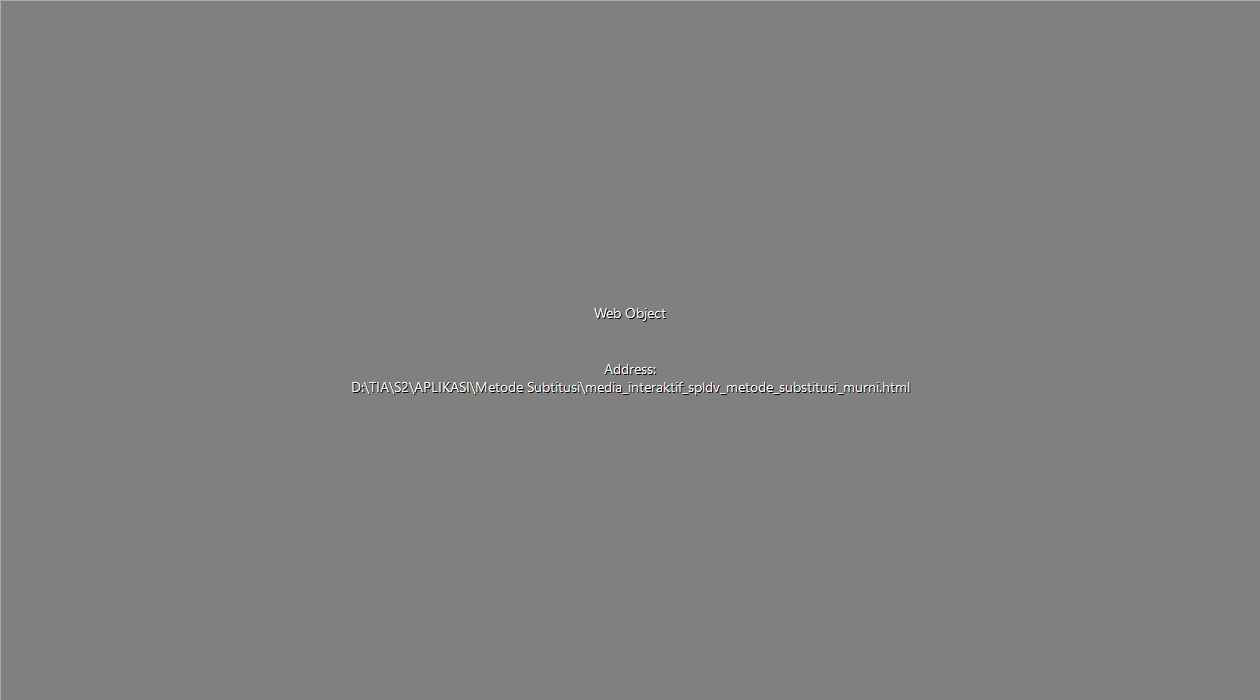 Web Object
Address:
D:\TIA\S2\APLIKASI\Metode Subtitusi\media_interaktif_spldv_metode_substitusi_murni.html